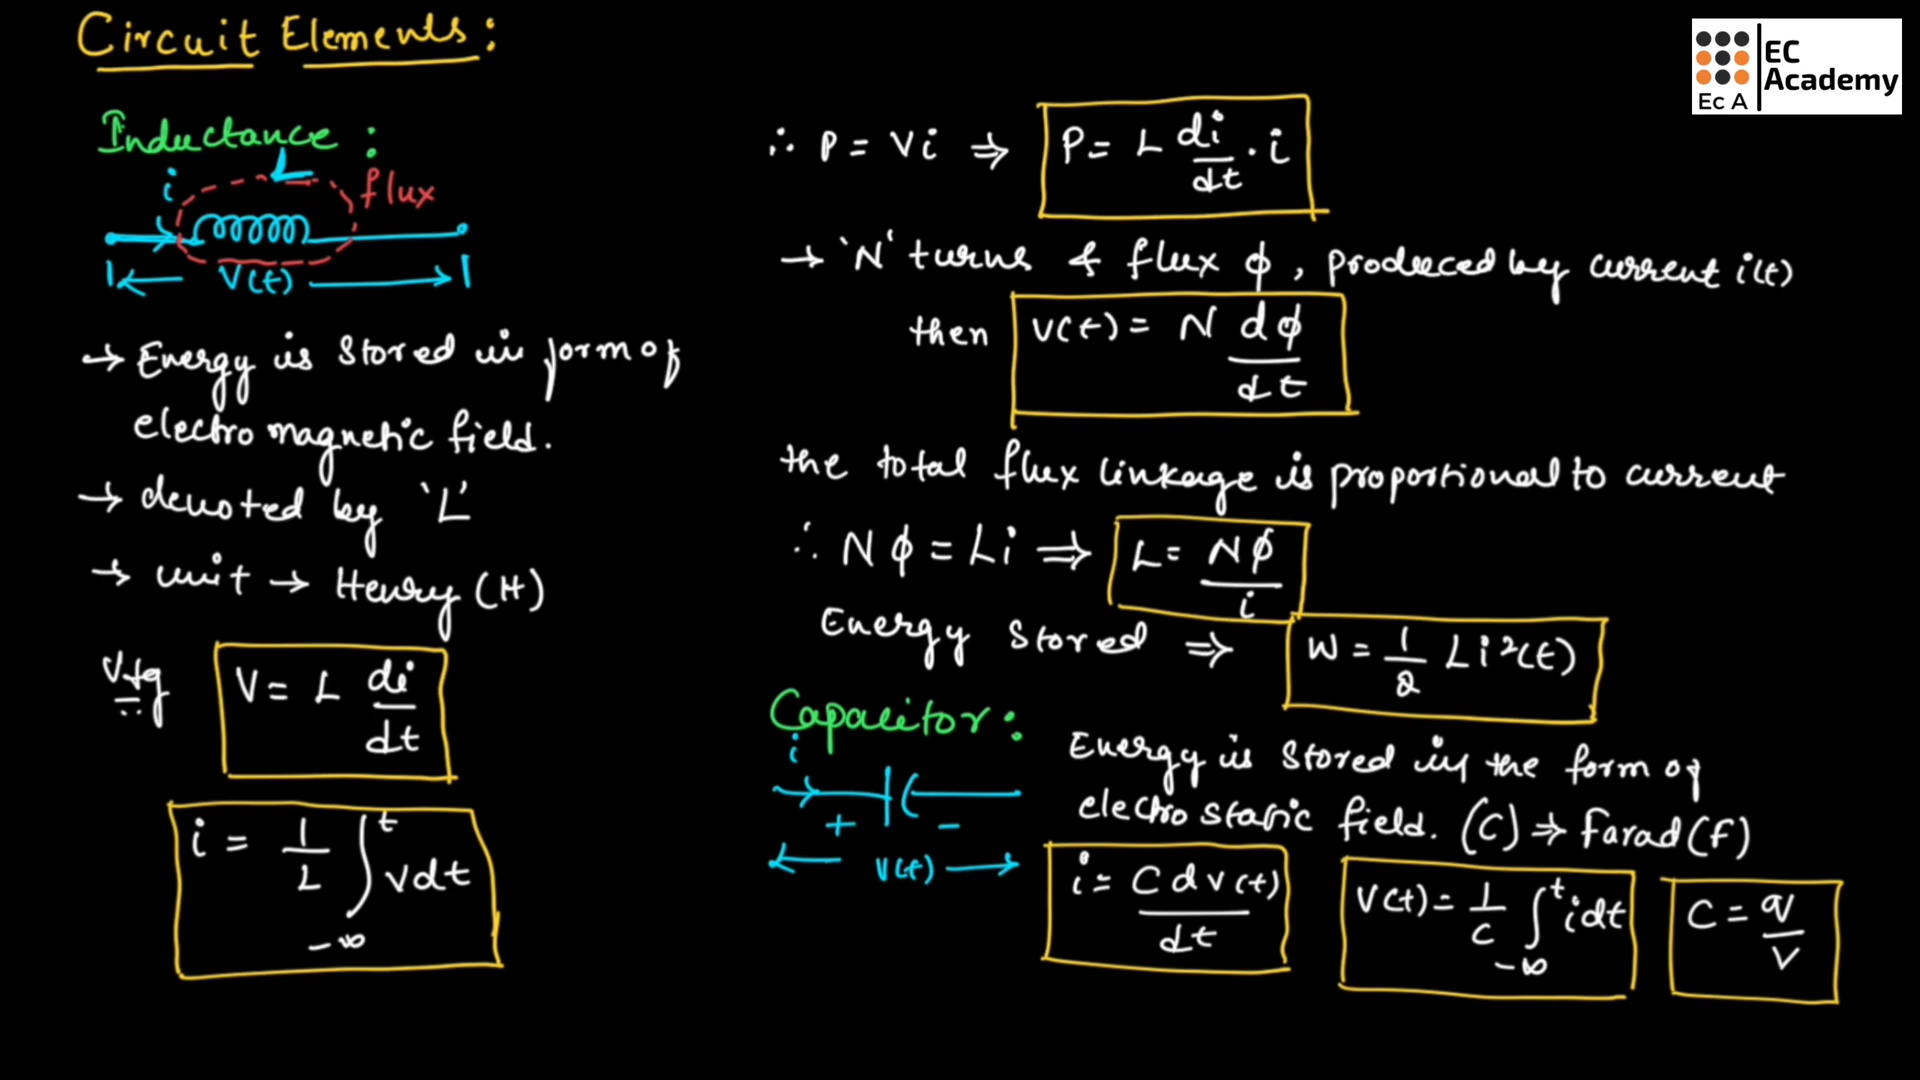 Circuit Elements:
Inductance:
L
i
flux
V(t)
→ Energy is stored in form of
electro magnetic field.
→ denoted by 'L'
→ unit → Henry (H)
Vtg
V = L di/dt
i = 1/L ∫_{-∞}^{t} v dt
∴ P = Vi ⇒ P = L di/dt . i
→ 'N' turns & flux ϕ, produced by current i(t)
then V(t) = N dϕ/dt
the total flux linkage is proportional to current
∴ Nϕ = Li ⇒ L = Nϕ/i
Energy stored ⇒ W = 1/2 Li²(t)
Capacitor:
i
+ -
V(t)
Energy is stored in the form of
electro static field. (C) ⇒ Farad (F)
i = C dv(t)/dt
V(t) = 1/C ∫_{-∞}^{t} i dt
C = q/V
EC
Academy
Ec A